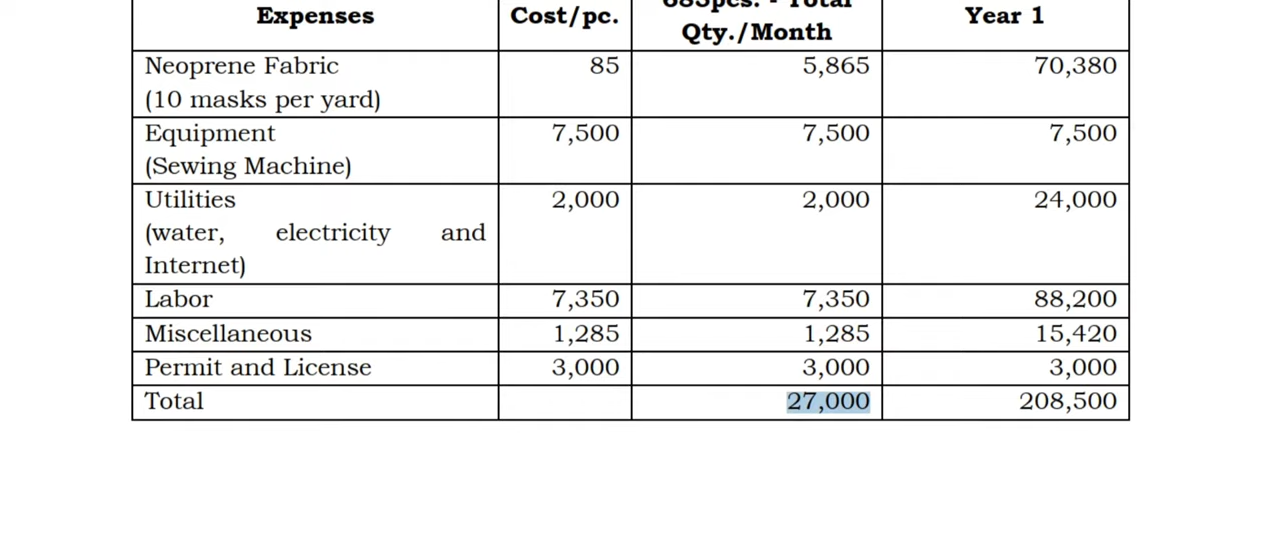 Expenses Cost/pc. Qty./Month Year 1
Neoprene Fabric 85 5,865 70,380
(10 masks per yard)
Equipment 7,500 7,500 7,500
(Sewing Machine)
Utilities 2,000 2,000 24,000
(water, electricity and
Internet)
Labor 7,350 7,350 88,200
Miscellaneous 1,285 1,285 15,420
Permit and License 3,000 3,000 3,000
Total 27,000 208,500